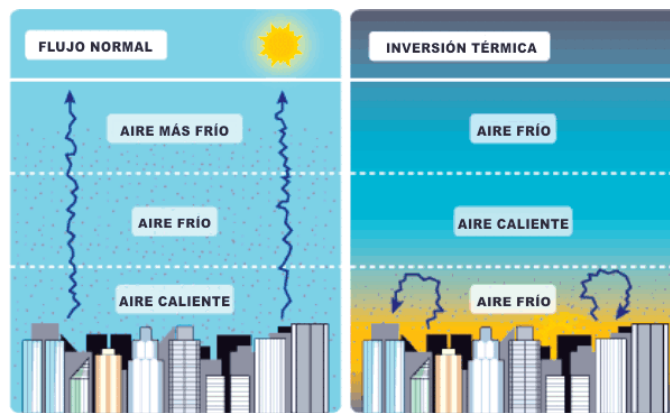 FLUJO NORMAL
AIRE MÁS FRÍO
AIRE FRÍO
AIRE CALIENTE
INVERSIÓN TÉRMICA
AIRE FRÍO
AIRE CALIENTE
AIRE FRÍO